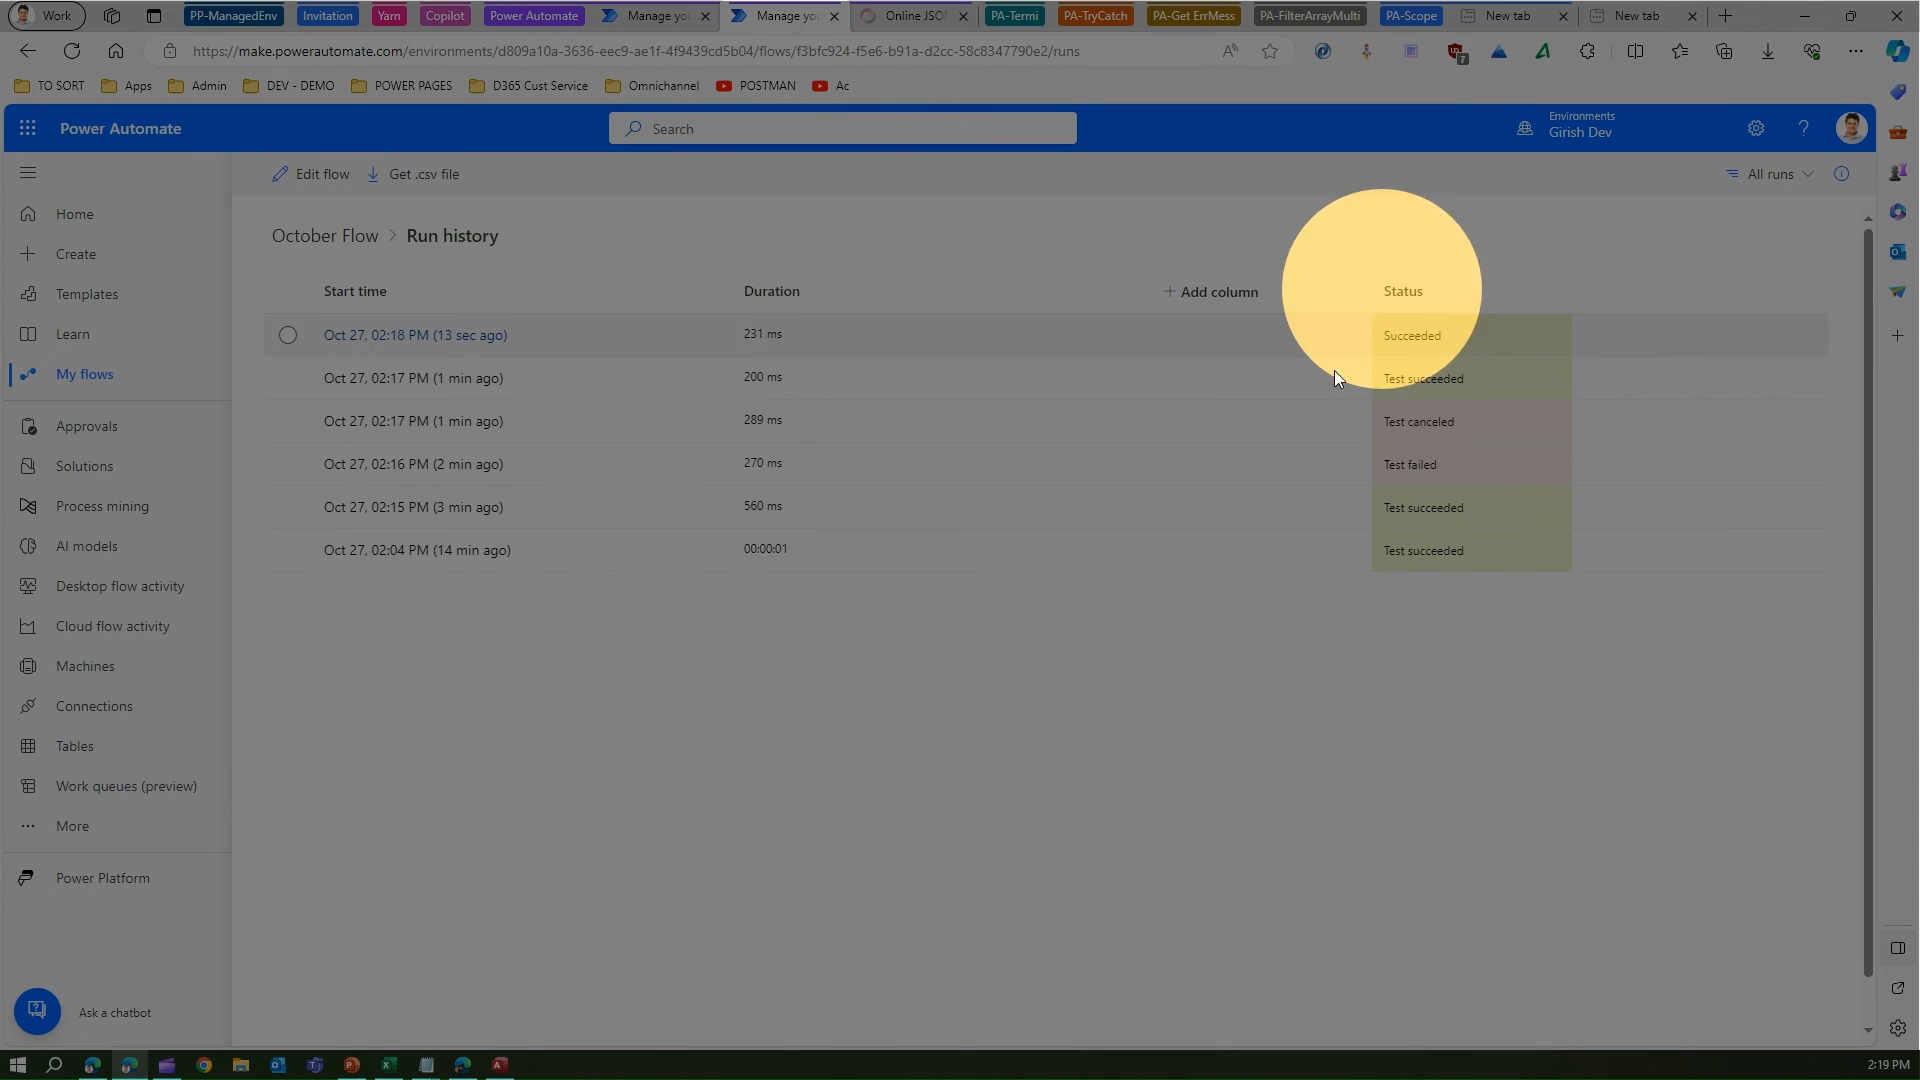 Work
PP-ManagedEnv
Invitation
Yarn
Copilot
Power Automate
Manage you
Manage you
Online JSO
PA-Termi
PA-TryCatch
PA-Get ErrMess
PA-FilterArrayMulti
PA-Scope
New tab
New tab
https://make.powerautomate.com/environments/d809a10a-3636-eec9-ae1f-4f9439cd5b04/flows/f3bfc924-f5e6-b91a-d2cc-58c8347790e2/runs
7
TO SORT
Apps
Admin
DEV - DEMO
POWER PAGES
D365 Cust Service
Omnichannel
POSTMAN
Ac
Power Automate
Search
Environments
Girish Dev
Edit flow
Get .csv file
All runs
Home
Create
Templates
Learn
My flows
Approvals
Solutions
Process mining
AI models
Desktop flow activity
Cloud flow activity
Machines
Connections
Tables
Work queues (preview)
More
Power Platform
Ask a chatbot
October Flow > Run history
Start time Duration + Add column Status
Oct 27, 02:18 PM (13 sec ago) 231 ms Succeeded
Oct 27, 02:17 PM (1 min ago) 200 ms Test succeeded
Oct 27, 02:17 PM (1 min ago) 289 ms Test canceled
Oct 27, 02:16 PM (2 min ago) 270 ms Test failed
Oct 27, 02:15 PM (3 min ago) 560 ms Test succeeded
Oct 27, 02:04 PM (14 min ago) 00:00:01 Test succeeded
2:19 PM